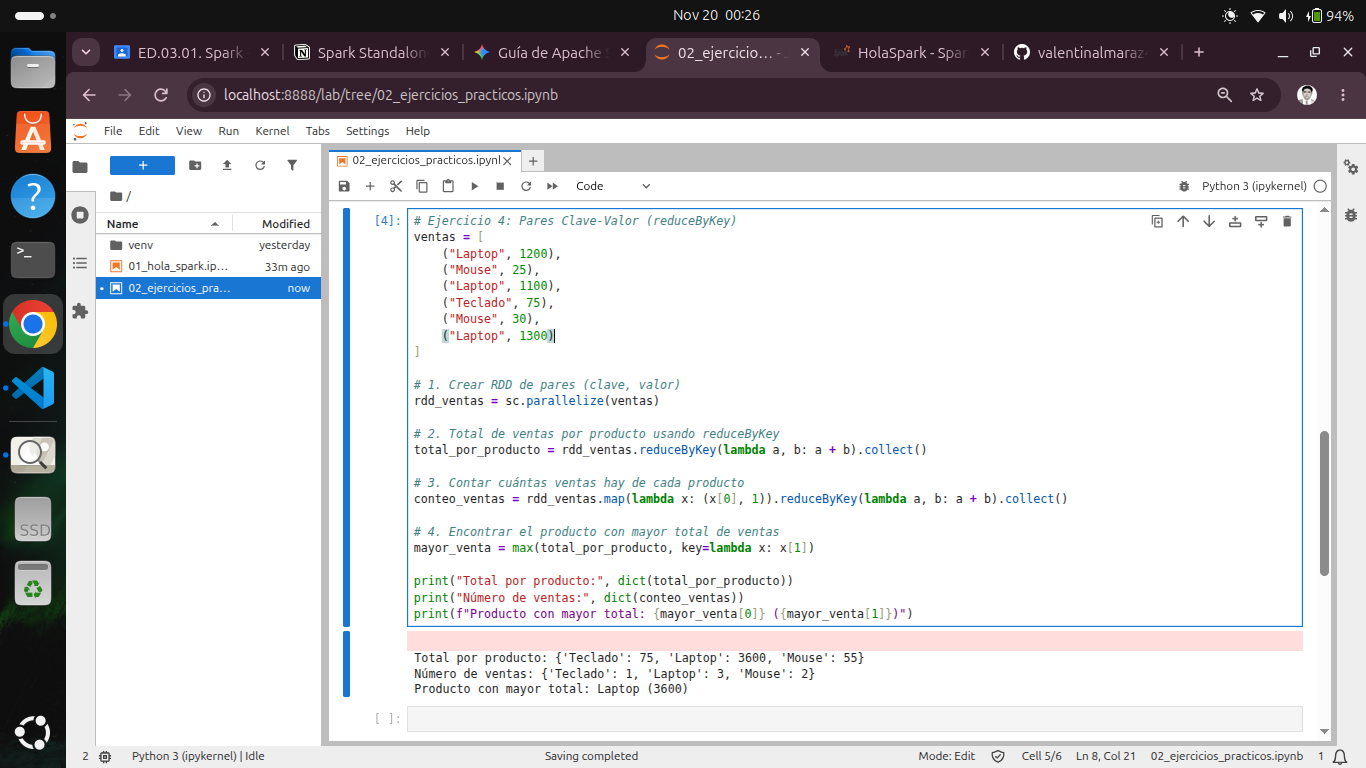 Nov 20 00:26
94%
ED.03.01. Spark
Spark Standalon
Guía de Apache S
02_ejercicio... -
HolaSpark - Spar
valentinalmaraz-
localhost:8888/lab/tree/02_ejercicios_practicos.ipynb
File Edit View Run Kernel Tabs Settings Help
02_ejercicios_practicos.ipynl
Code
Python 3 (ipykernel)
/
Name Modified
venv yesterday
01_hola_spark.ip... 33m ago
02_ejercicios_pra... now
[4]:
# Ejercicio 4: Pares Clave-Valor (reduceByKey)
ventas = [
("Laptop", 1200),
("Mouse", 25),
("Laptop", 1100),
("Teclado", 75),
("Mouse", 30),
("Laptop", 1300)
]
# 1. Crear RDD de pares (clave, valor)
rdd_ventas = sc.parallelize(ventas)
# 2. Total de ventas por producto usando reduceByKey
total_por_producto = rdd_ventas.reduceByKey(lambda a, b: a + b).collect()
# 3. Contar cuántas ventas hay de cada producto
conteo_ventas = rdd_ventas.map(lambda x: (x[0], 1)).reduceByKey(lambda a, b: a + b).collect()
# 4. Encontrar el producto con mayor total de ventas
mayor_venta = max(total_por_producto, key=lambda x: x[1])
print("Total por producto:", dict(total_por_producto))
print("Número de ventas:", dict(conteo_ventas))
print(f"Producto con mayor total: {mayor_venta[0]} ({mayor_venta[1]})")
Total por producto: {'Teclado': 75, 'Laptop': 3600, 'Mouse': 55}
Número de ventas: {'Teclado': 1, 'Laptop': 3, 'Mouse': 2}
Producto con mayor total: Laptop (3600)
[ ]:
SSD
2 Python 3 (ipykernel) | Idle Saving completed Mode: Edit Cell 5/6 Ln 8, Col 21 02_ejercicios_practicos.ipynb 1